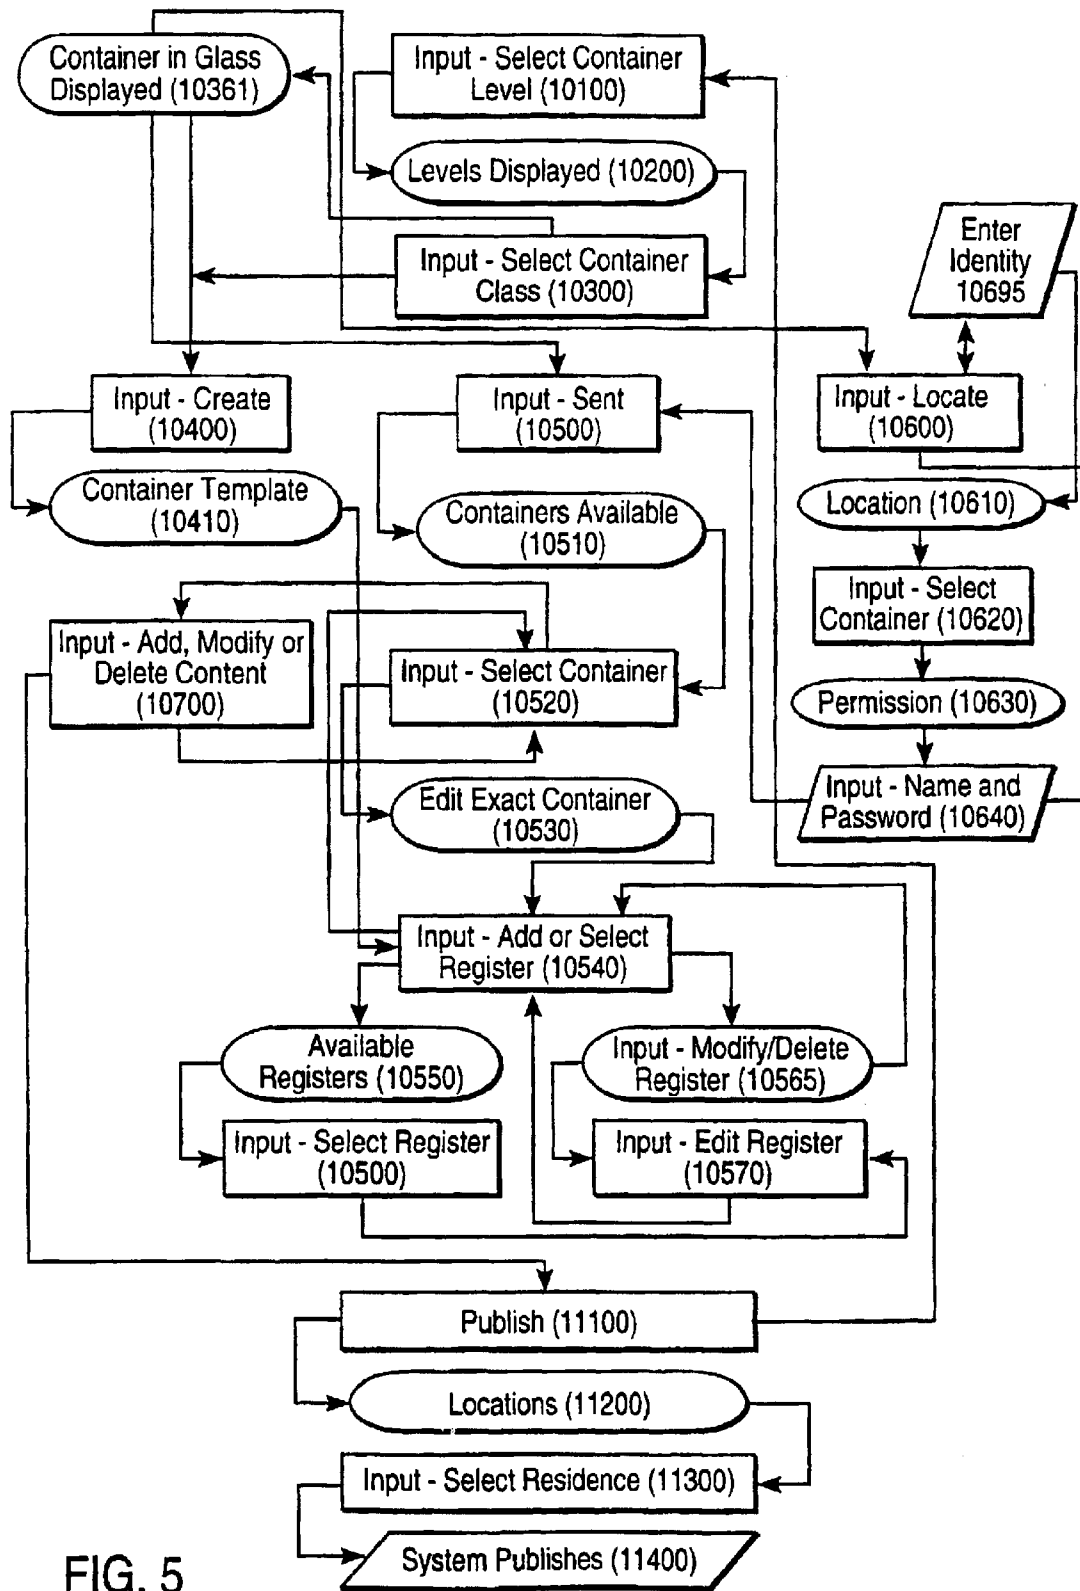 Container in Glass
Displayed (10361)
Input - Select Container
Level (10100)
Levels Displayed (10200)
Input - Select Container
Class (10300)
Enter
Identity
10695
Input - Create
(10400)
Input - Sent
(10500)
Input - Locate
(10600)
Container Template
(10410)
Containers Available
(10510)
Location (10610)
Input - Select
Container (10620)
Input - Add, Modify or
Delete Content
(10700)
Input - Select Container
(10520)
Permission (10630)
Edit Exact Container
(10530)
Input - Name and
Password (10640)
Input - Add or Select
Register (10540)
Available
Registers (10550)
Input - Modify/Delete
Register (10565)
Input - Select Register
(10500)
Input - Edit Register
(10570)
Publish (11100)
Locations (11200)
Input - Select Residence (11300)
System Publishes (11400)
FIG. 5